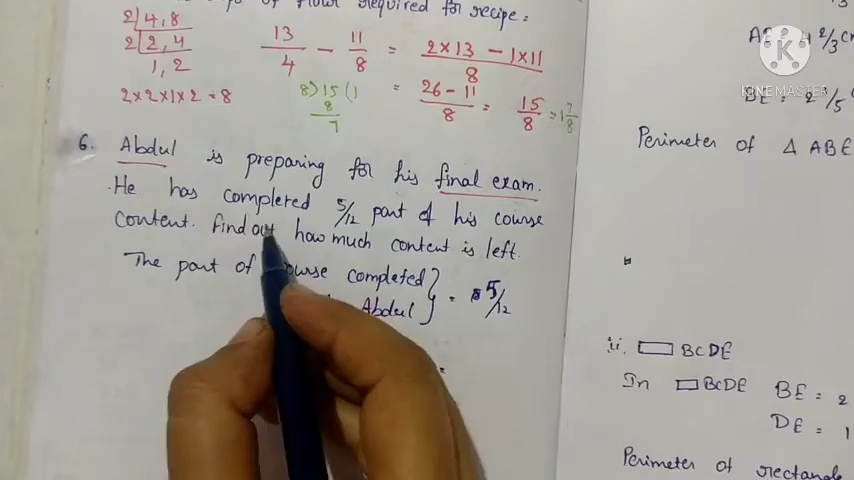 of flour required for recipe:
2 | 4, 8
2 | 2, 4
1, 2
2×2×1×2 = 8
13/4 - 11/8 = 2×13 - 1×11 / 8
= 26 - 11 / 8 = 15/8 = 1 7/8
8) 15 (1
8
7
6. Abdul is preparing for his final exam.
He has completed 5/12 part of his course
content. find out how much content is left.
The part of course completed
Abdul } = 5/12
=
KINEMASTER
BE = 2
Perimeter of Δ ABE
ii. ▭ BCDE
In ▭ BCDE BE = 2
DE = 1
Perimeter of rectangle